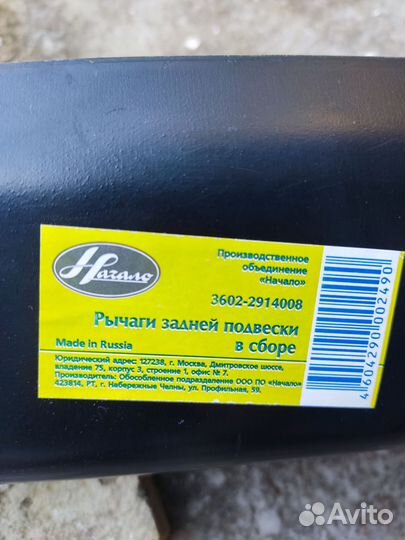 Начало
Производственное
объединение
«Начало»
3602-2914008
Рычаги задней подвески
в сборе
Made in Russia
Юридический адрес: 127238, г. Москва, Дмитровское шоссе,
владение 75, корпус 3, строение 1, офис № 7.
Производитель: Обособленное подразделение ООО ПО «Начало»
423814, РТ, г. Набережные Челны, ул. Профильная, 59.
4604290002490
Avito